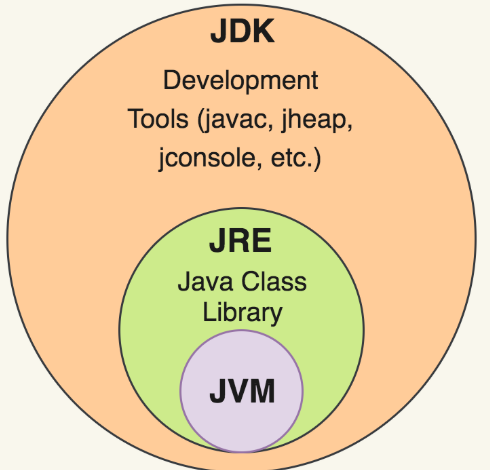 JDK
Development
Tools (javac, jheap,
jconsole, etc.)
JRE
Java Class
Library
JVM